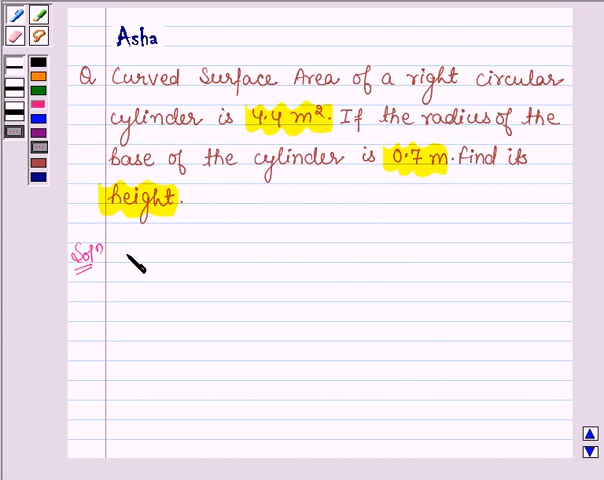 Asha
Q Curved Surface Area of a right circular
cylinder is 4.4 m². If the radius of the
base of the cylinder is 0.7 m. Find its
height.
Solⁿ